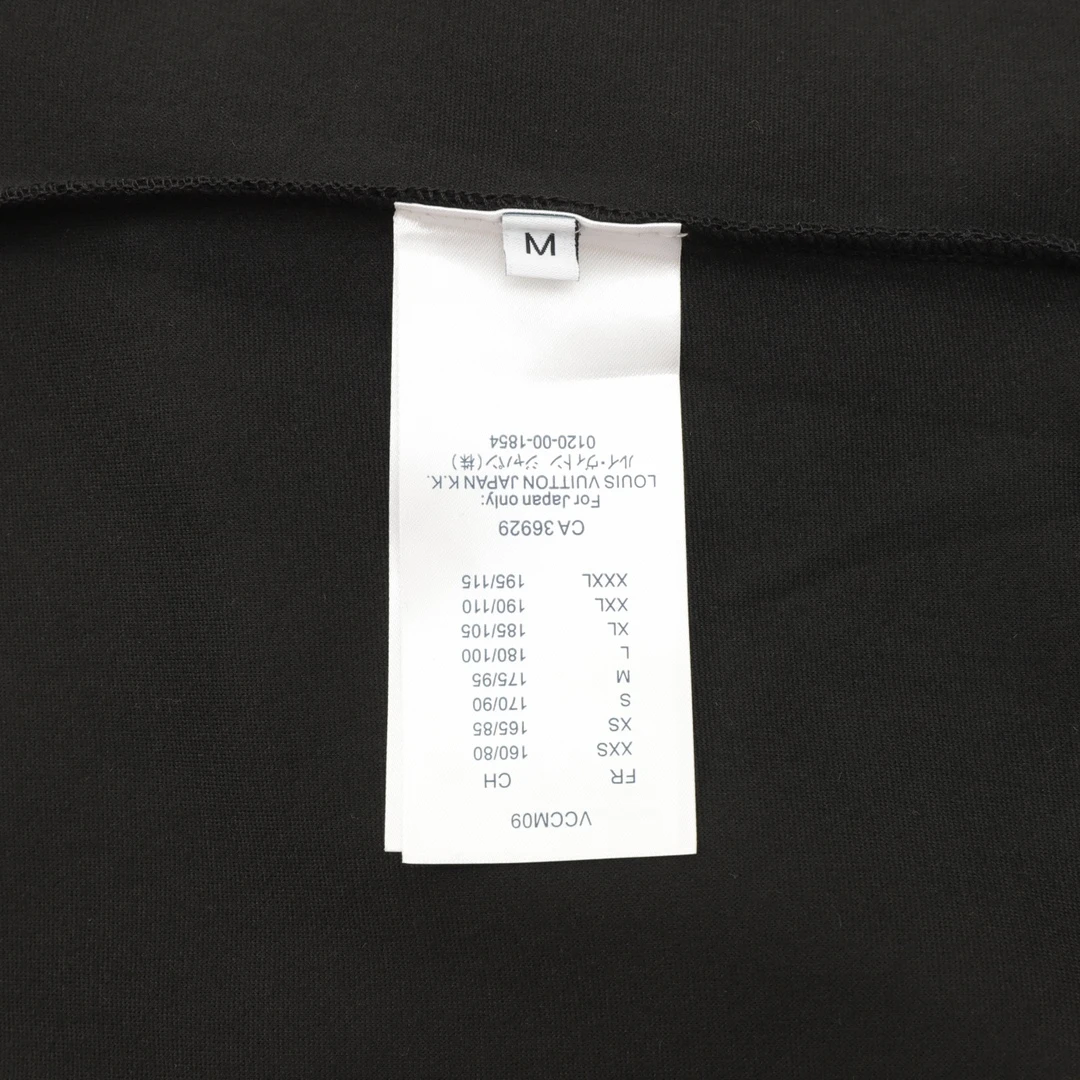 M
VCCM09
FR CH
XXS 160/80
XS 165/85
S 170/90
M 175/95
L 180/100
XL 185/105
XXL 190/110
XXXL 195/115
CA 36929
For Japan only:
LOUIS VUITTON JAPAN K.K.
ルイ・ヴィトン ジャパン(株)
0120-00-1854